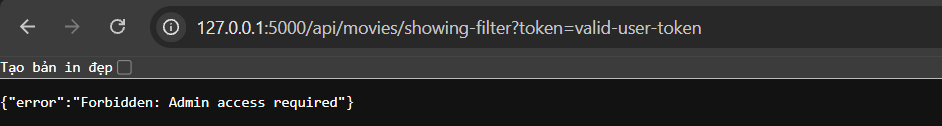 127.0.0.1:5000/api/movies/showing-filter?token=valid-user-token
Tạo bản in đẹp
{"error":"Forbidden: Admin access required"}